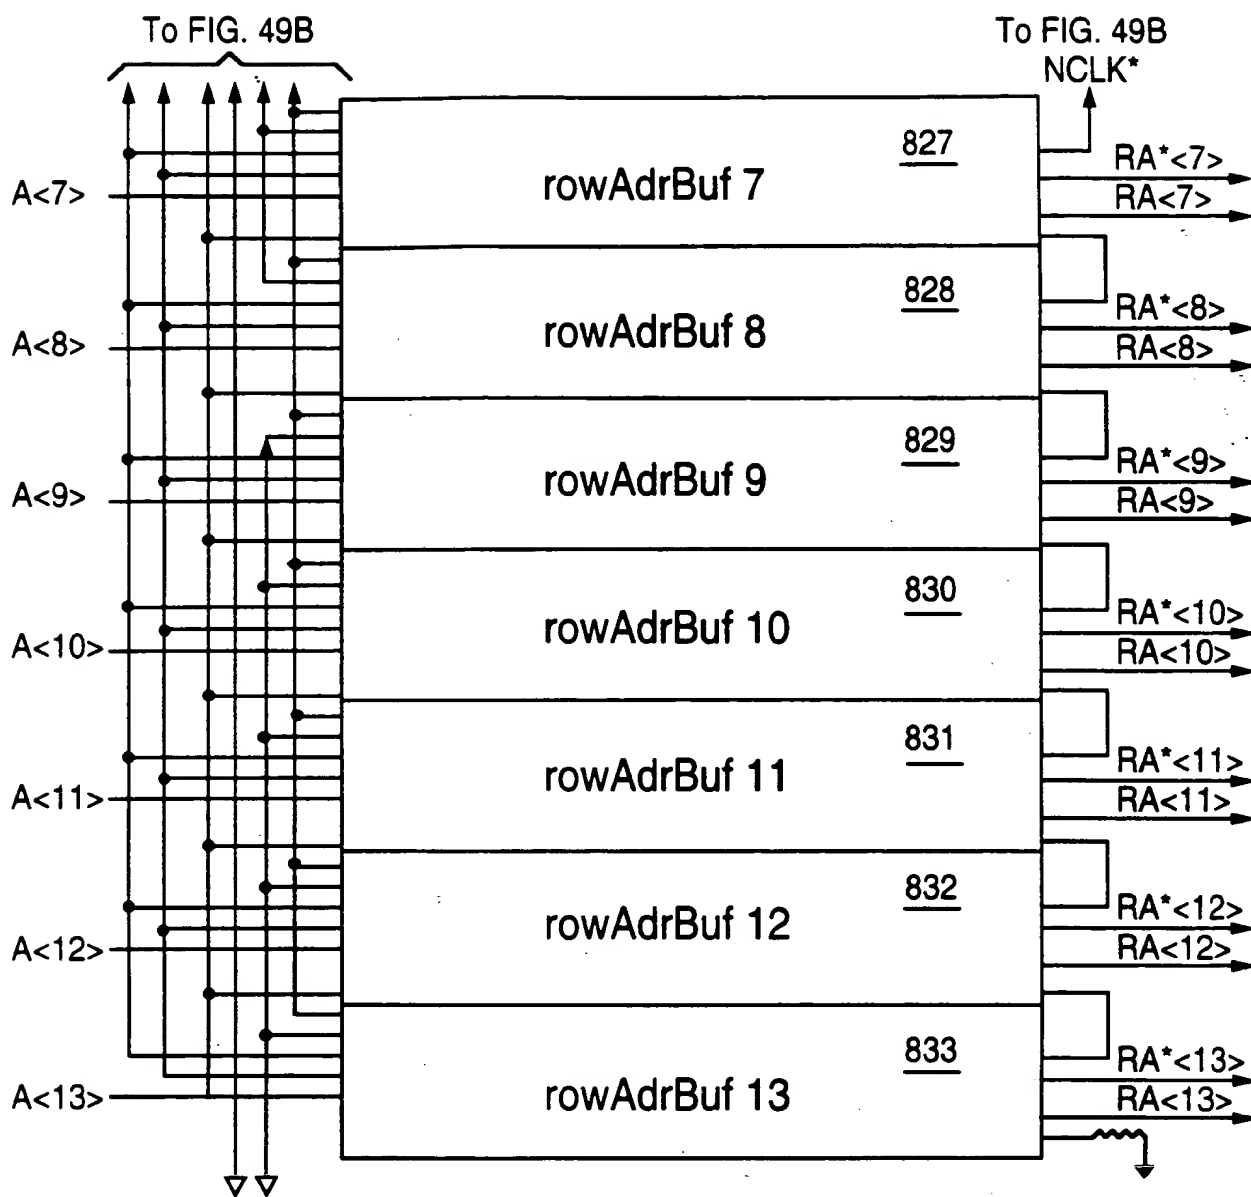 To FIG. 49B
To FIG. 49B
NCLK*
827
RA*<7>
rowAdrBuf 7
A<7>
RA<7>
828
RA*<8>
rowAdrBuf 8
A<8>
RA<8>
829
RA*<9>
rowAdrBuf 9
A<9>
RA<9>
830
RA*<10>
rowAdrBuf 10
A<10>
RA<10>
831
RA*<11>
rowAdrBuf 11
A<11>
RA<11>
832
RA*<12>
rowAdrBuf 12
A<12>
RA<12>
833
RA*<13>
rowAdrBuf 13
A<13>
RA<13>